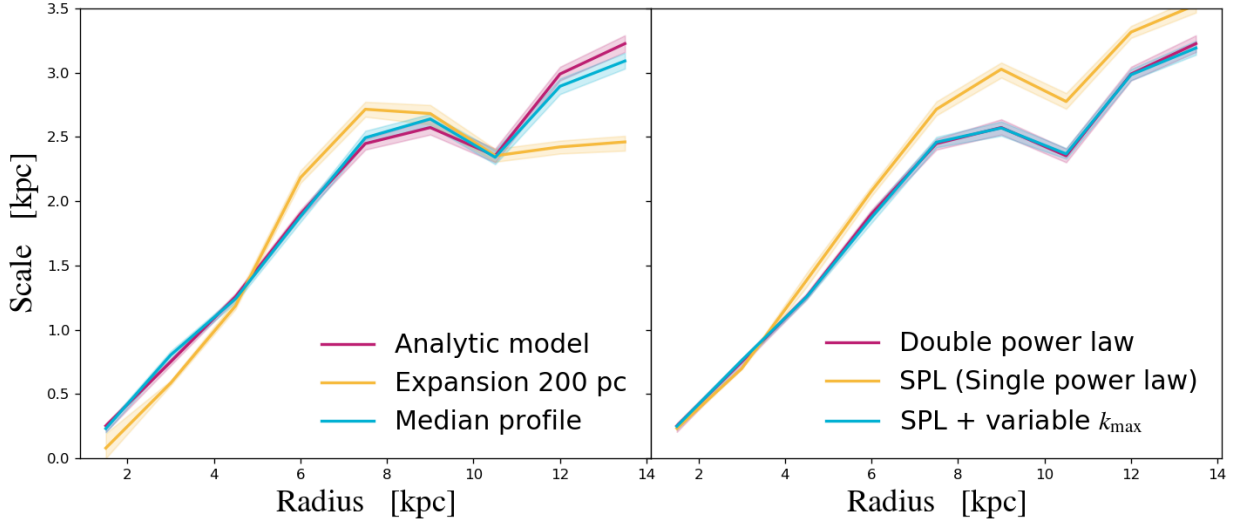 3.5
3.0
2.5
2.0
1.5
1.0
0.5
0.0
Scale [kpc]
Analytic model
Expansion 200 pc
Median profile
2 4 6 8 10 12 14
Radius [kpc]
Double power law
SPL (Single power law)
SPL + variable kmax
2 4 6 8 10 12 14
Radius [kpc]